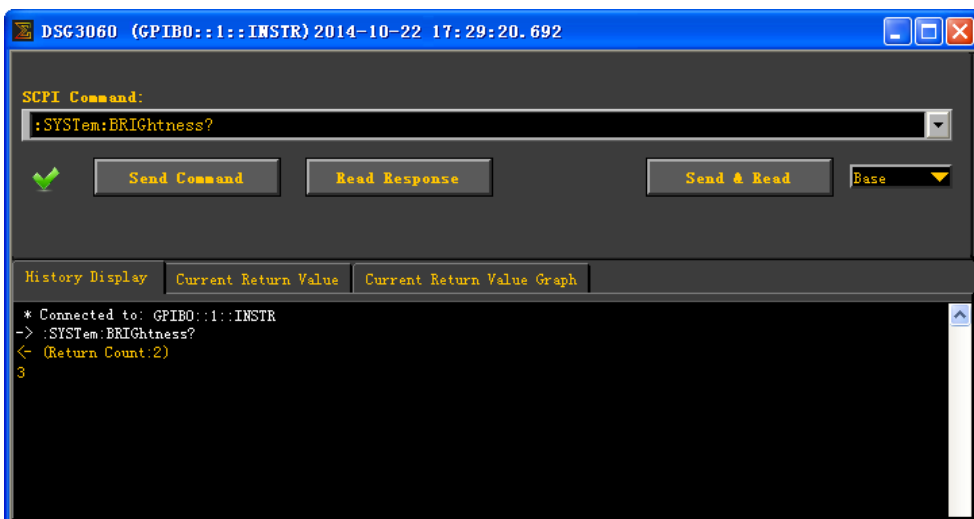 DSG3060 (GPIB0::1::INSTR) 2014-10-22 17:29:20.692
SCPI Command:
:SYSTem:BRIGhtness?
Send Command
Read Response
Send & Read
Base
History Display
Current Return Value
Current Return Value Graph
* Connected to: GPIB0::1::INSTR
-> :SYSTem:BRIGhtness?
<- (Return Count:2)
3